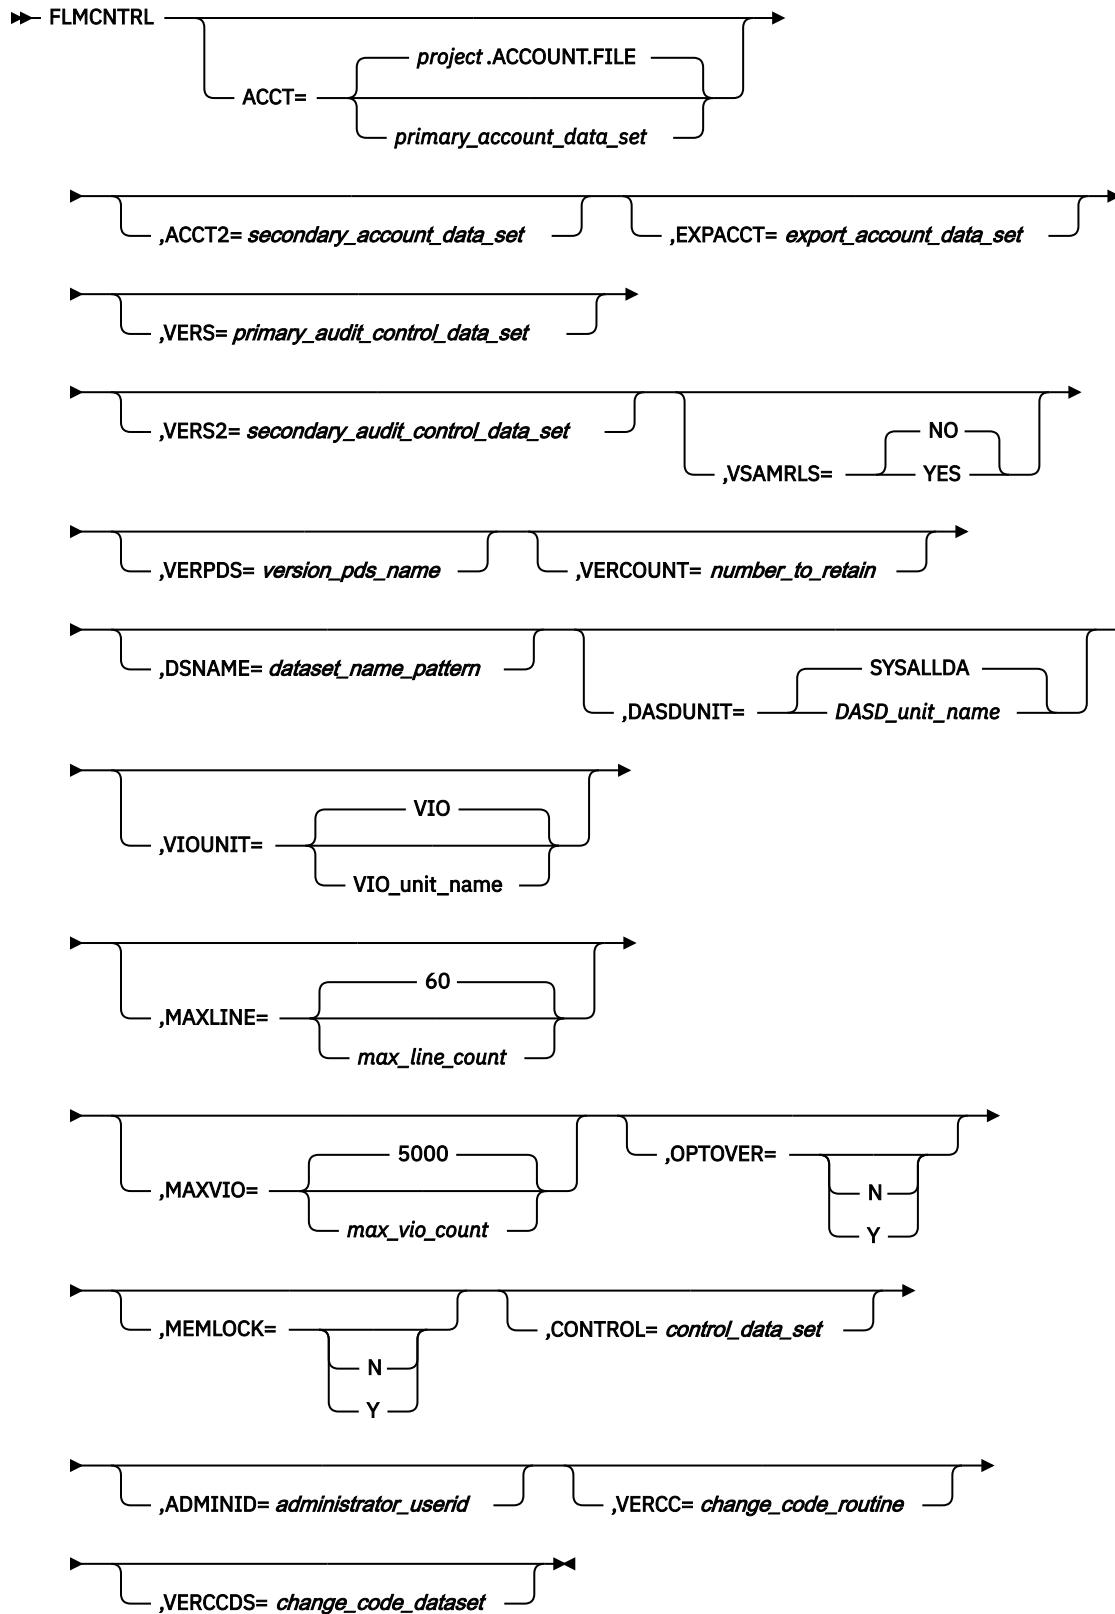 FLMCNTRL
project .ACCOUNT.FILE
ACCT=
primary_account_data_set
,ACCT2= secondary_account_data_set ,EXPACCT= export_account_data_set
,VERS= primary_audit_control_data_set
,VERS2= secondary_audit_control_data_set
NO
,VSAMRLS= YES
,VERPDS= version_pds_name ,VERCOUNT= number_to_retain
,DSNAME= dataset_name_pattern
SYSALLDA
,DASDUNIT= DASD_unit_name
VIO
,VIOUNIT=
VIO_unit_name
60
,MAXLINE=
max_line_count
5000
,MAXVIO=
max_vio_count
,OPTOVER=
N
Y
,MEMLOCK=
N
Y
,CONTROL= control_data_set
,ADMINID= administrator_userid ,VERCC= change_code_routine
,VERCCDS= change_code_dataset